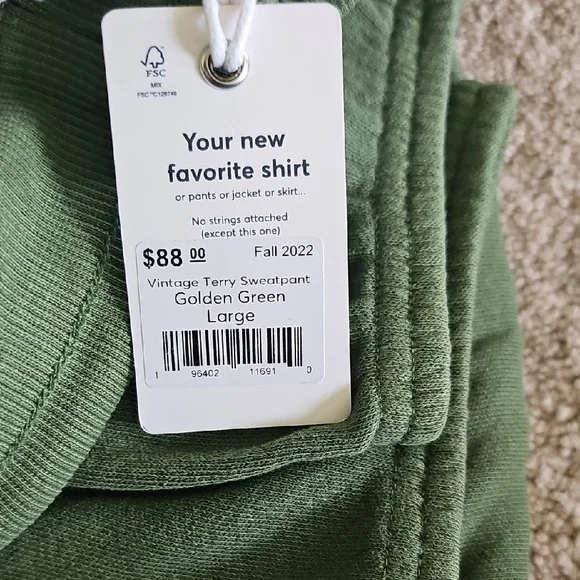 FSC
MIX
Your new
favorite shirt
or pants or jacket or skirt...
No strings attached
(except this one)
$88 00 Fall 2022
Vintage Terry Sweatpant
Golden Green
Large
1 96402 11691 0